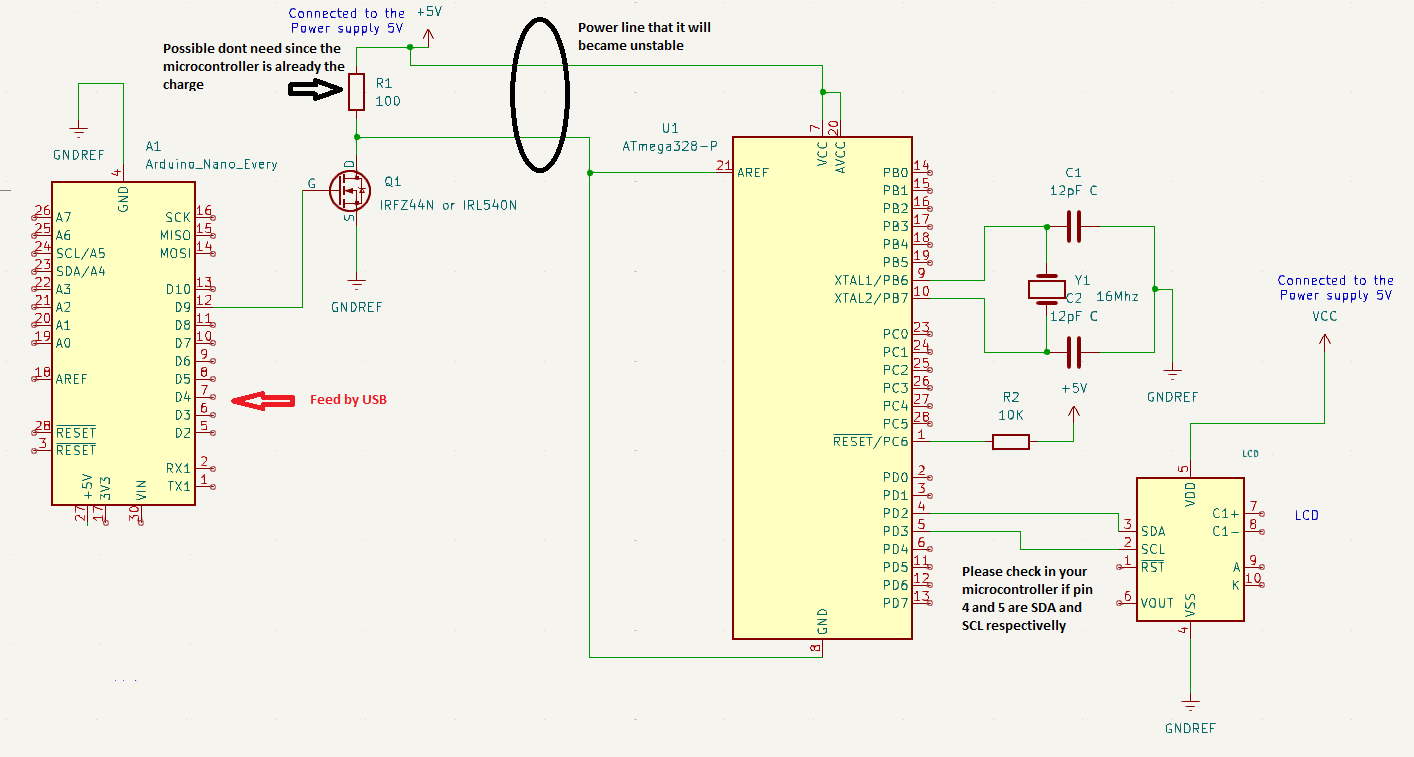 Connected to the
Power supply 5V
+5V
Power line that it will
became unstable
Possible dont need since the
microcontroller is already the
charge
R1
100
GNDREF
A1
Arduino_Nano_Every
4
GND
26 A7
25 A6
24 SCL/A5
23 SDA/A4
22 A3
21 A2
20 A1
19 A0
18 AREF
28 RESET
3 RESET
SCK 16
MISO 15
MOSI 14
D10 13
D9 12
D8 11
D7 10
D6 9
D5 8
D4 7
D3 6
D2 5
RX1 2
TX1 1
+5V
3V3
VIN
27
17
30
Feed by USB
D
G
S
Q1
IRFZ44N or IRL540N
GNDREF
U1
ATmega328-P
7
20
VCC
AVCC
21 AREF
PB0 14
PB1 15
PB2 16
PB3 17
PB4 18
PB5 19
XTAL1/PB6 9
XTAL2/PB7 10
PC0 23
PC1 24
PC2 25
PC3 26
PC4 27
PC5 28
RESET/PC6 1
PD0 2
PD1 3
PD2 4
PD3 5
PD4 6
PD5 11
PD6 12
PD7 13
GND
8
C1
12pF C
Y1
C2 16Mhz
12pF C
GNDREF
+5V
R2
10K
Connected to the
Power supply 5V
VCC
LCD
5
VDD
3 SDA
2 SCL
1 RST
6 VOUT
C1+ 7
C1- 8
A 9
K 10
VSS
4
LCD
GNDREF
Please check in your
microcontroller if pin
4 and 5 are SDA and
SCL respectivelly